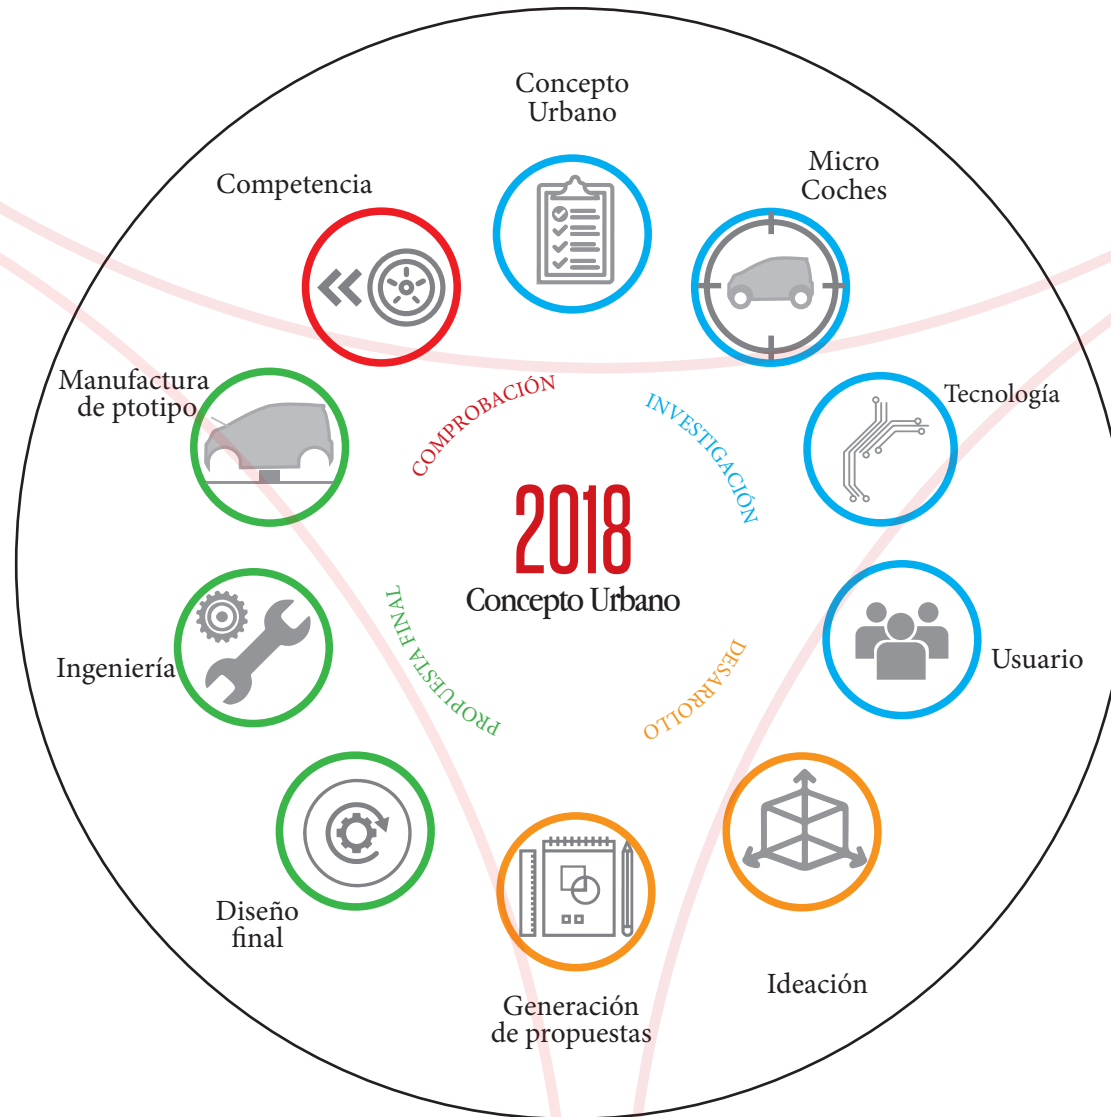 Concepto
Urbano
Micro
Coches
Competencia
Manufactura
de ptotipo
Tecnología
COMPROBACIÓN
INVESTIGACIÓN
2018
Concepto Urbano
PROPUESTA FINAL
DESARROLLO
Ingeniería
Usuario
Diseño
final
Ideación
Generación
de propuestas